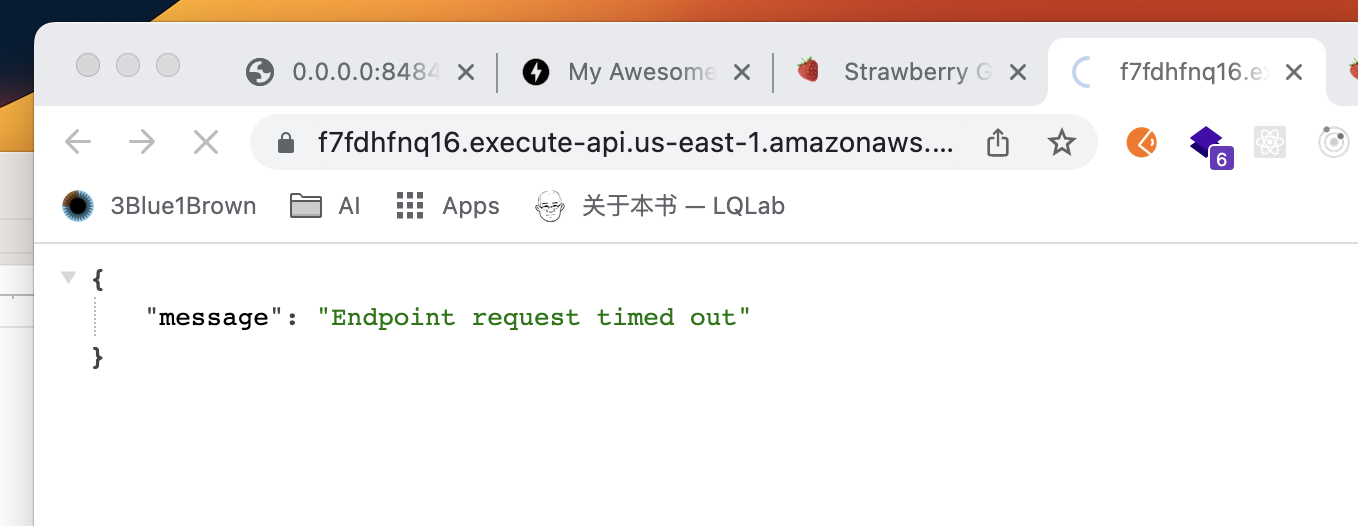 0.0.0.0:8484
My Awesome
Strawberry G
f7fdhfnq16.ex
f7fdhfnq16.execute-api.us-east-1.amazonaws....
6
3Blue1Brown
AI
Apps
关于本书 — LQLab
{
"message": "Endpoint request timed out"
}